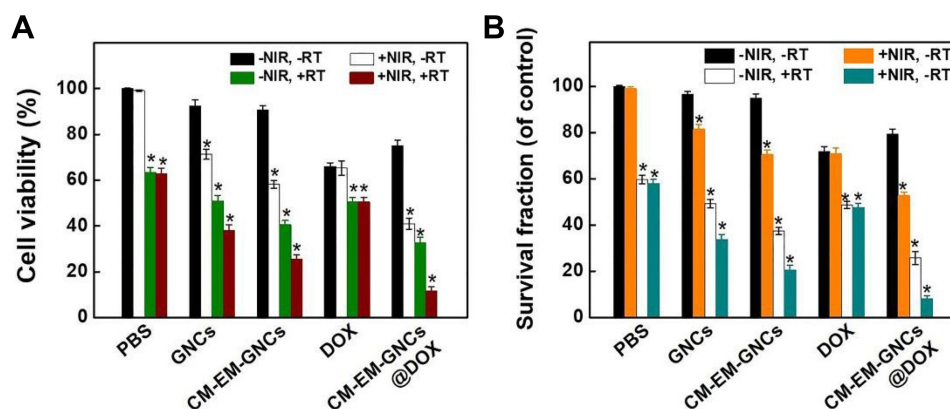 A
-NIR, -RT
+NIR, -RT
-NIR, +RT
+NIR, +RT
Cell viability (%)
100
80
60
40
20
0
* * * * * * * * * * * * *
PBS
GNCs
CM-EM-GNCs
DOX
CM-EM-GNCs
@DOX
B
-NIR, -RT
+NIR, -RT
-NIR, +RT
+NIR, -RT
Survival fraction (of control)
100
80
60
40
20
0
* * * * * * * * * * * * *
PBS
GNCs
CM-EM-GNCs
DOX
CM-EM-GNCs
@DOX